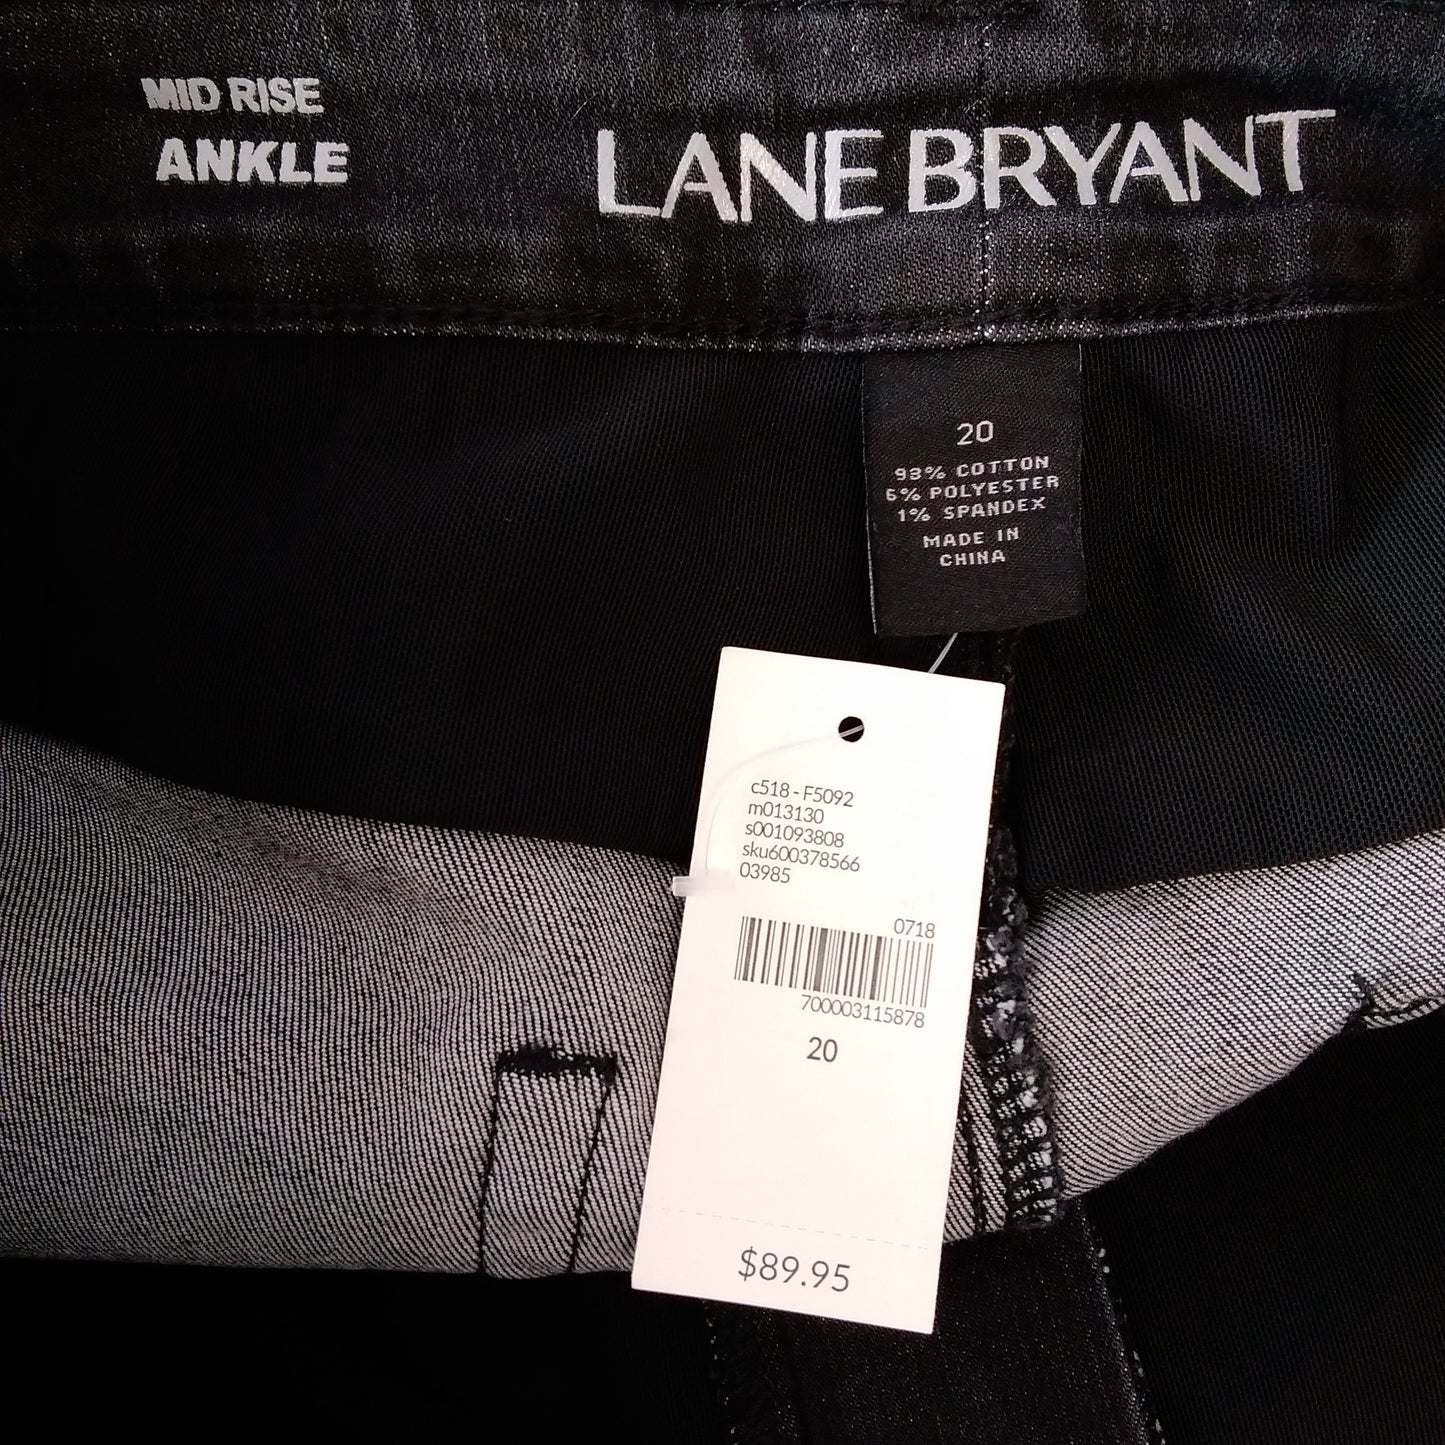 MID RISE
ANKLE
LANE BRYANT
20
93% COTTON
6% POLYESTER
1% SPANDEX
MADE IN
CHINA
c518 - F5092
m013130
s001093808
sku600378566
03985
0718
700003115878
20
$89.95